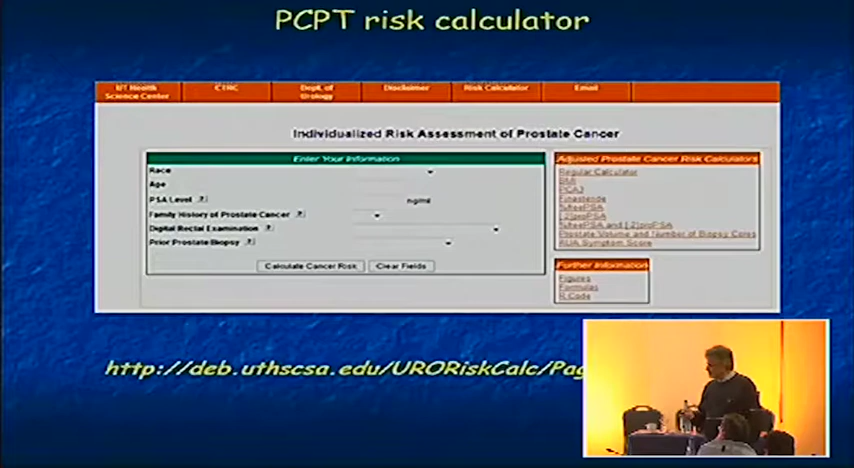 PCPT risk calculator
UT Health
Science Center
CTRC
Dept. of
Urology
Disclaimer
Risk Calculator
Email
Individualized Risk Assessment of Prostate Cancer
Enter Your Information
Race
Age
PSA Level ? ng/ml
Family History of Prostate Cancer ?
Digital Rectal Examination ?
Prior Prostate Biopsy ?
Calculate Cancer Risk
Clear Fields
Adjusted Prostate Cancer Risk Calculators
Regular Calculator
BMI
PCA3
Finasteride
%freePSA
[-2]proPSA
%freePSA and [-2]proPSA
Prostate Volume and Number of Biopsy Cores
AUA Symptom Score
Further Information
Figures
Formulas
R Code
http://deb.uthscsa.edu/URORiskCalc/Pag